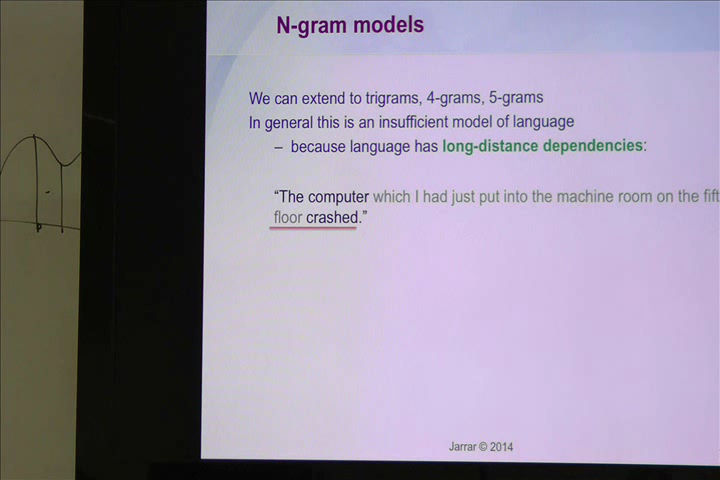 N-gram models
We can extend to trigrams, 4-grams, 5-grams
In general this is an insufficient model of language
– because language has long-distance dependencies:
“The computer which I had just put into the machine room on the fift
floor crashed.”
Jarrar © 2014